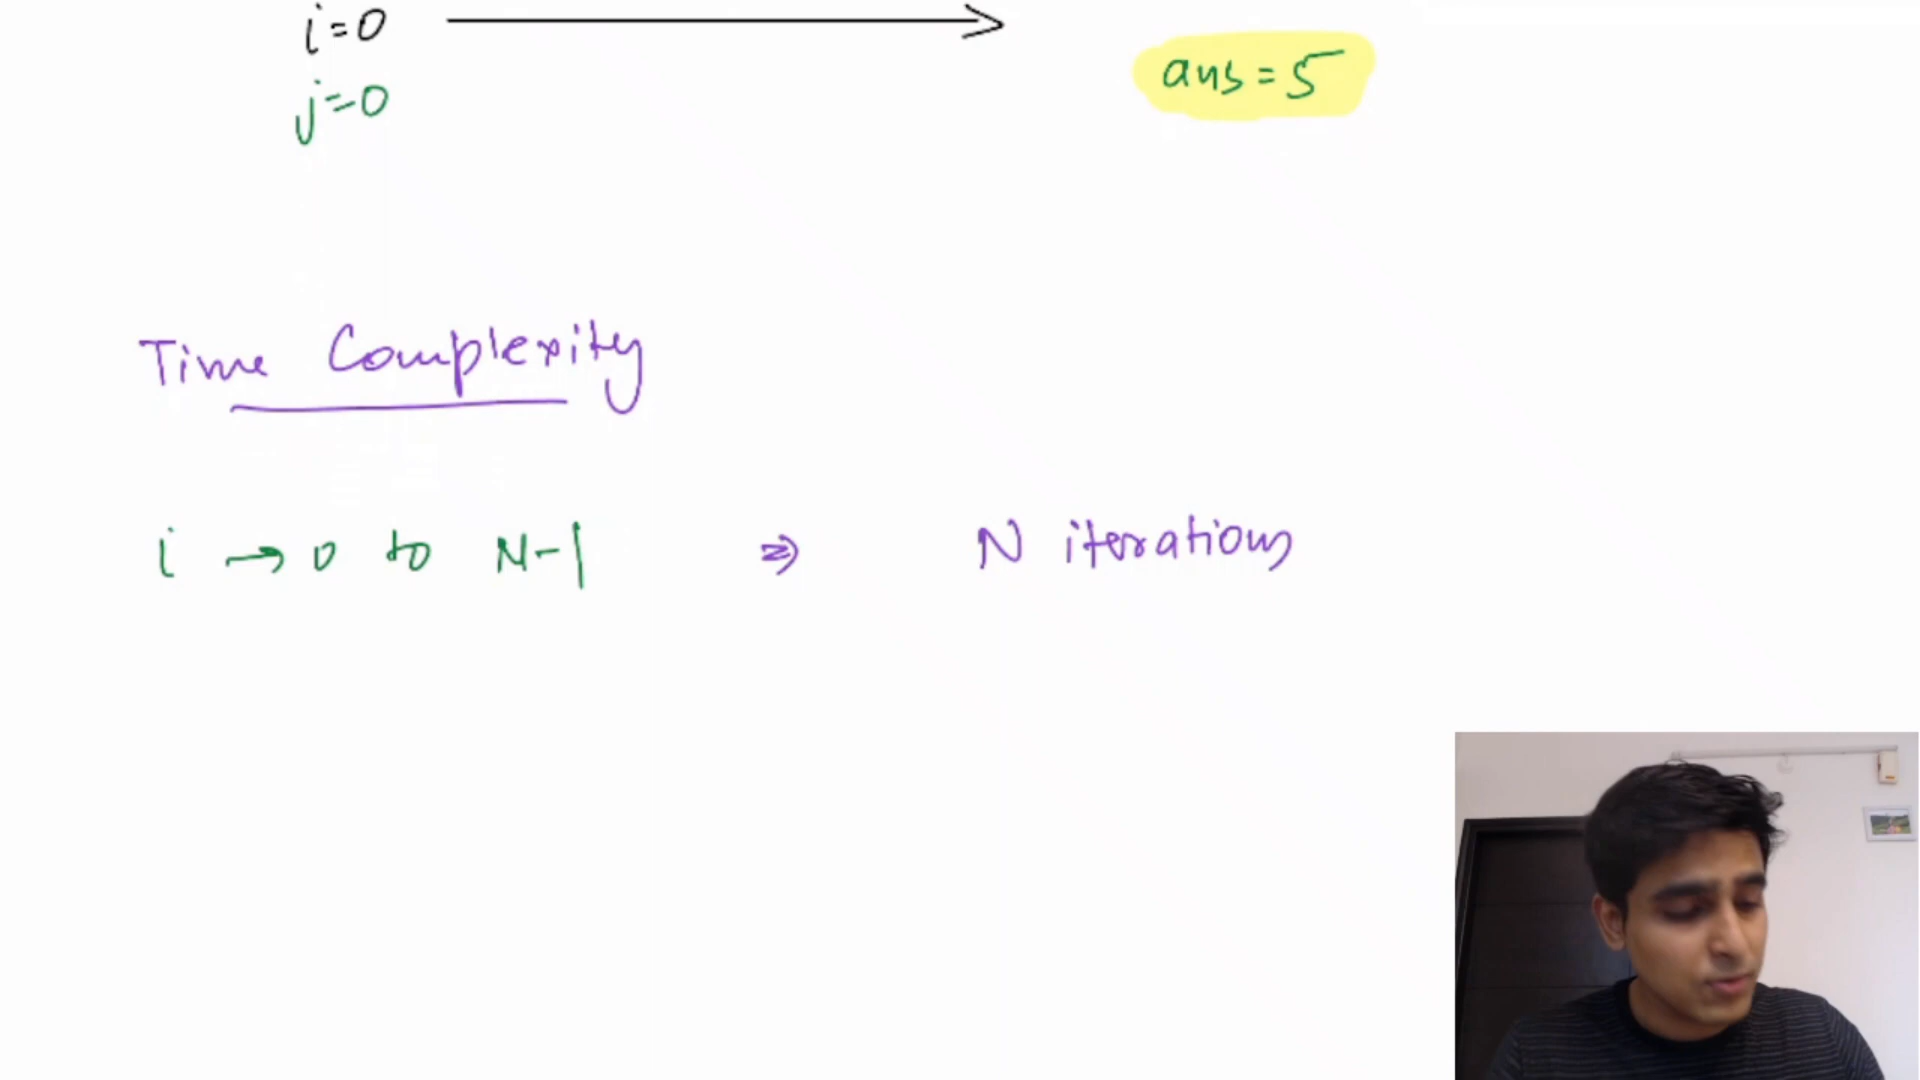 i=0
ans = 5
j=0
Time Complexity
i → 0 to N-1 ⇒ N iterations